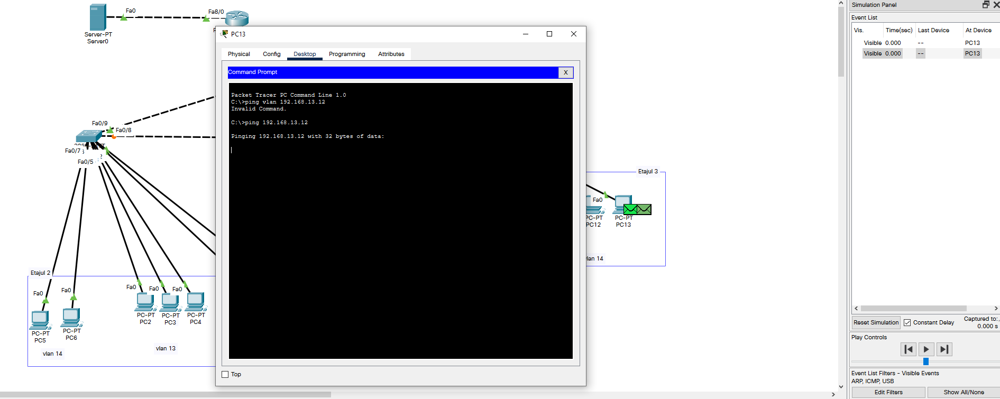 Fa0
Fa8/0
Server-PT
Server0
PC13
Physical
Config
Desktop
Programming
Attributes
Command Prompt
X
Packet Tracer PC Command Line 1.0
C:\>ping vlan 192.168.13.12
Invalid Command.
C:\>ping 192.168.13.12
Pinging 192.168.13.12 with 32 bytes of data:
Top
Fa0/9
Fa0/8
Fa0/7
Fa0/5
Etajul 2
Fa0
Fa0
Fa0
Fa0
Fa0
PC-PT
PC5
PC-PT
PC6
PC-PT
PC2
PC-PT
PC3
PC-PT
PC4
vlan 14
vlan 13
Etajul 3
Fa0
PC-PT
PC12
PC-PT
PC13
vlan 14
Simulation Panel
Event List
Vis. Time(sec) Last Device At Device
Visible 0.000 -- PC13
Visible 0.000 -- PC13
Reset Simulation
Constant Delay
Captured to:
0.000 s
Play Controls
Event List Filters - Visible Events
ARP, ICMP, USB
Edit Filters
Show All/None